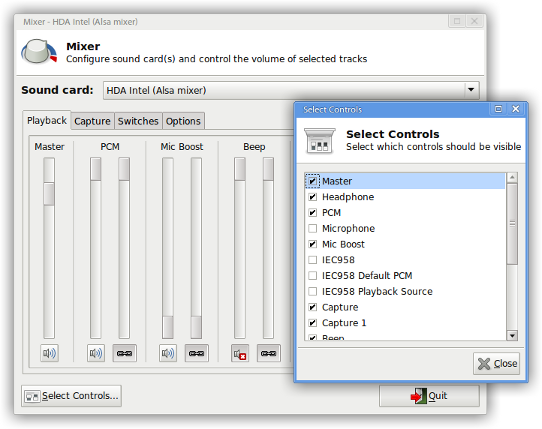 Mixer - HDA Intel (Alsa mixer)
Mixer
Configure sound card(s) and control the volume of selected tracks
Sound card: HDA Intel (Alsa mixer)
Playback Capture Switches Options
Master PCM Mic Boost Beep
Select Controls... Quit
Select Controls
Select Controls
Select which controls should be visible
Master
Headphone
PCM
Microphone
Mic Boost
IEC958
IEC958 Default PCM
IEC958 Playback Source
Capture
Capture 1
Beep
Close